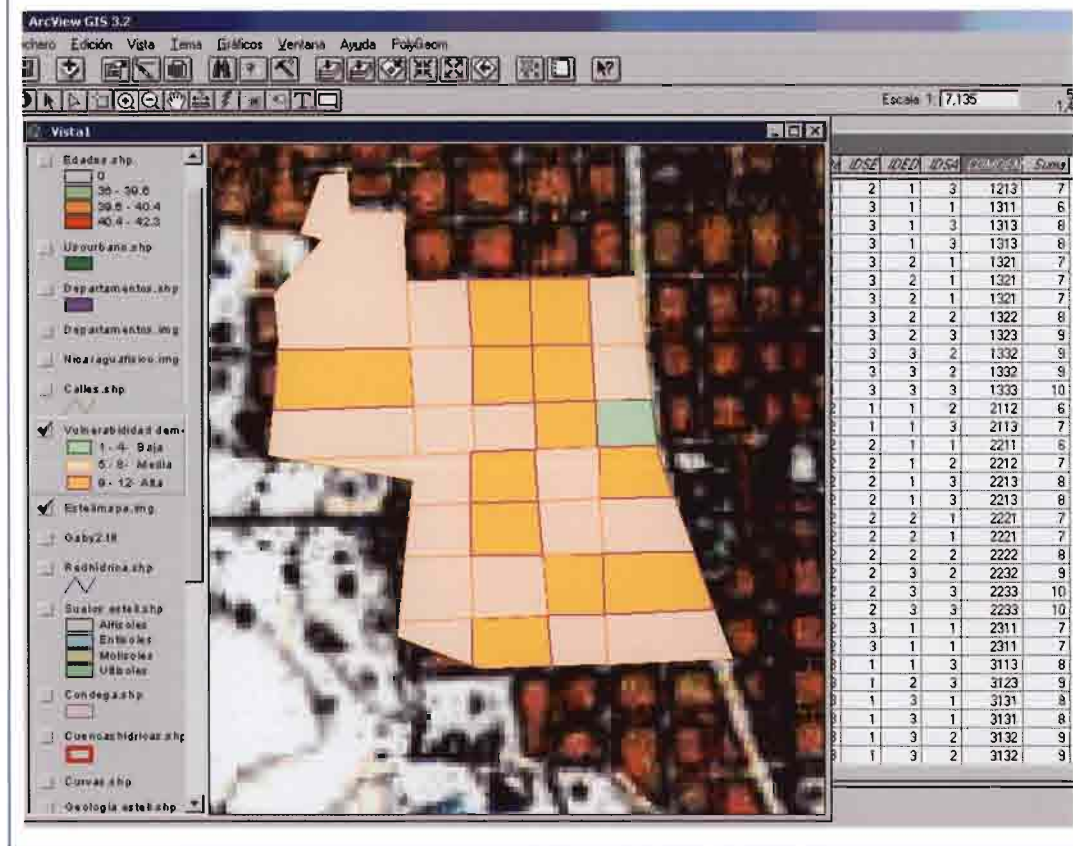 ArcView GIS 3.2
chero Edición Vista Tema Gráficos Ventana Ayuda PolyGeom
Escala 1: 7,135
Vista1
Edades.shp
0
36 - 39.6
39.6 - 40.4
40.4 - 42.3
Usourbano.shp
Departamentos.shp
Departamentos.img
Nicaraguafisico.img
Calles.shp
Vulnerabilidad dem
1 - 4- Baja
5 - 8- Media
9 - 12- Alta
Estelimapa.img
Gaby2.tif
Redhidrica.shp
Suelos esteli.shp
Alfisoles
Entisoles
Molisoles
Ultisoles
Condega.shp
Cuencashidricas.shp
Curvas.shp
Geologia esteli.shp
IDSE IDED IDSA Suma
2 1 3 1213 7
3 1 1 1311 6
3 1 3 1313 8
3 1 3 1313 8
3 2 1 1321 7
3 2 1 1321 7
3 2 1 1321 7
3 2 2 1322 8
3 2 3 1323 9
3 3 2 1332 9
3 3 2 1332 9
3 3 3 1333 10
1 1 2 2112 6
1 1 3 2113 7
2 1 1 2211 6
2 1 2 2212 7
2 1 3 2213 8
2 1 3 2213 8
2 2 1 2221 7
2 2 1 2221 7
2 2 2 2222 8
2 3 2 2232 9
2 3 3 2233 10
2 3 3 2233 10
3 1 1 2311 7
3 1 1 2311 7
1 1 3 3113 8
1 2 3 3123 9
1 3 1 3131 8
1 3 1 3131 8
1 3 2 3132 9
1 3 2 3132 9